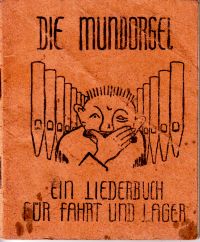 DIE MUNDORGEL
EIN LIEDERBUCH
FÜR FAHRT UND LAGER